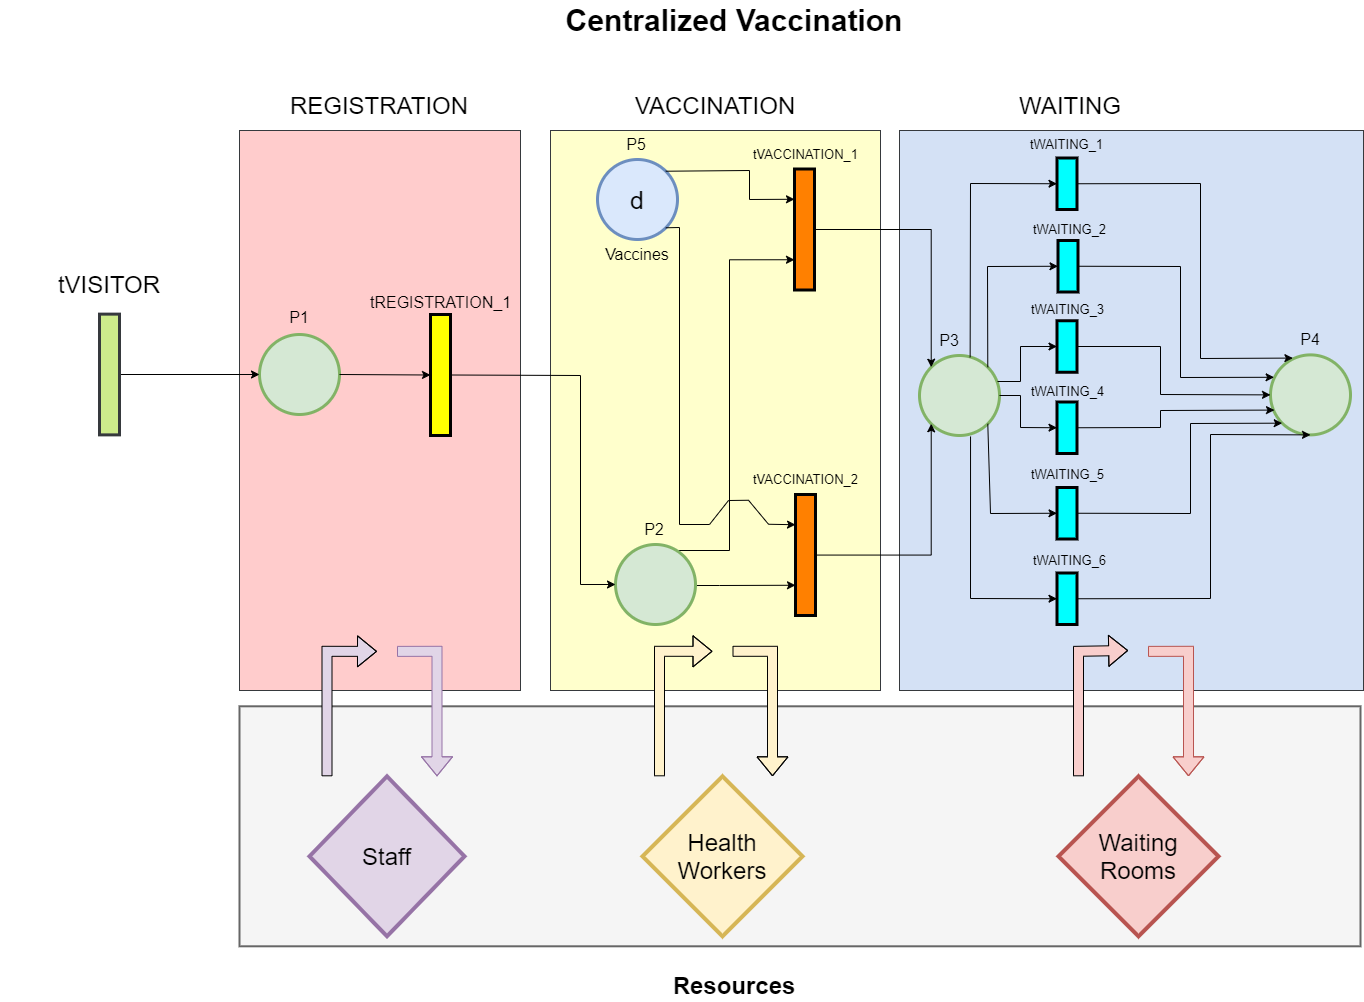 Centralized Vaccination
REGISTRATION
VACCINATION
WAITING
tVISITOR
P1
tREGISTRATION_1
P5
d
Vaccines
tVACCINATION_1
P2
tVACCINATION_2
P3
tWAITING_1
tWAITING_2
tWAITING_3
tWAITING_4
tWAITING_5
tWAITING_6
P4
Staff
Health
Workers
Waiting
Rooms
Resources